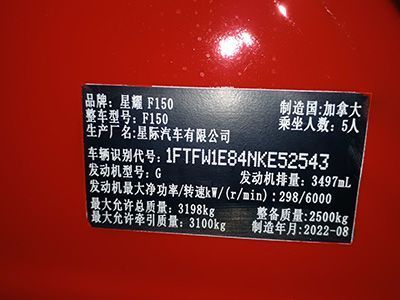 品牌: 星耀 F150 制造国:加拿大
整车型号: F150 乘坐人数: 5人
生产厂名:星际汽车有限公司
车辆识别代号: 1FTFW1E84NKE52543
发动机型号: G 发动机排量: 3497mL
发动机最大净功率/转速kW/(r/min): 298/6000
最大允许总质量: 3198kg 整备质量:2500kg
最大允许牵引质量: 3100kg 制造年月:2022-08